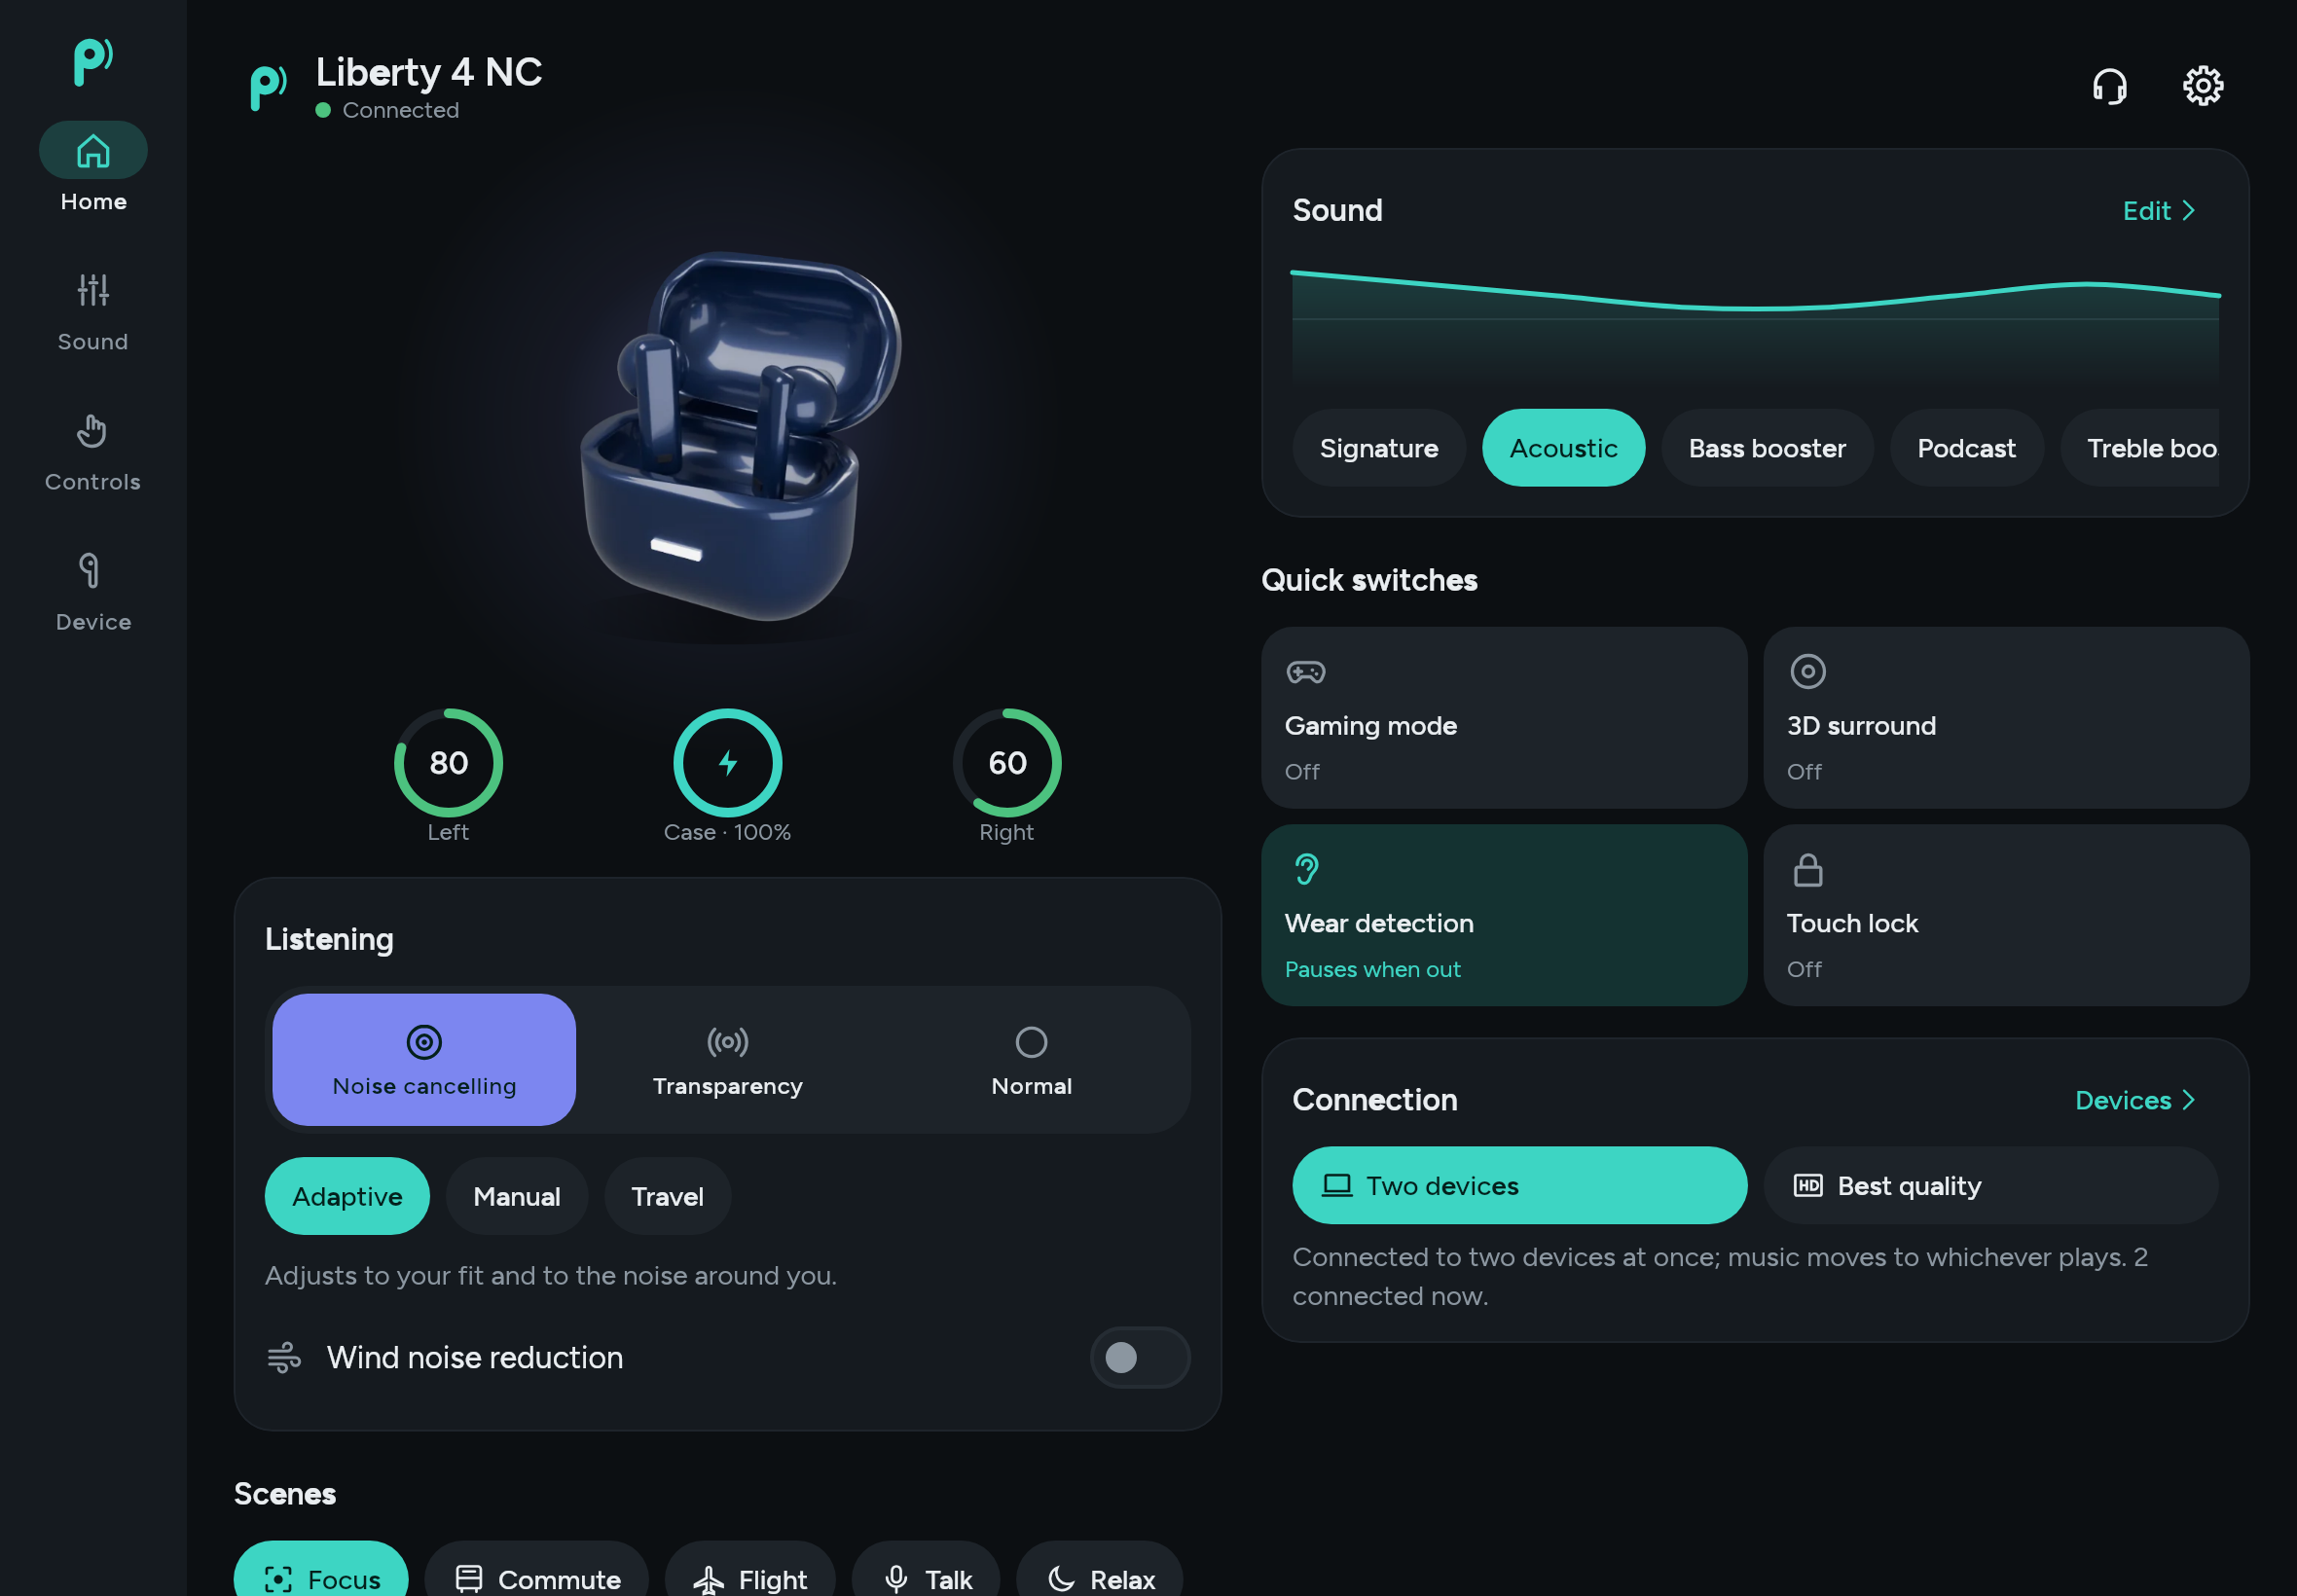 Home
Sound
Controls
Device
Liberty 4 NC
Connected
80
60
Left
Case · 100%
Right
Listening
Noise cancelling
Transparency
Normal
Adaptive
Manual
Travel
Adjusts to your fit and to the noise around you.
Wind noise reduction
Scenes
Focus
Commute
Flight
Talk
Relax
Sound
Edit
Signature
Acoustic
Bass booster
Podcast
Treble boo
Quick switches
Gaming mode
Off
3D surround
Off
Wear detection
Pauses when out
Touch lock
Off
Connection
Devices
Two devices
HD
Best quality
Connected to two devices at once; music moves to whichever plays. 2
connected now.